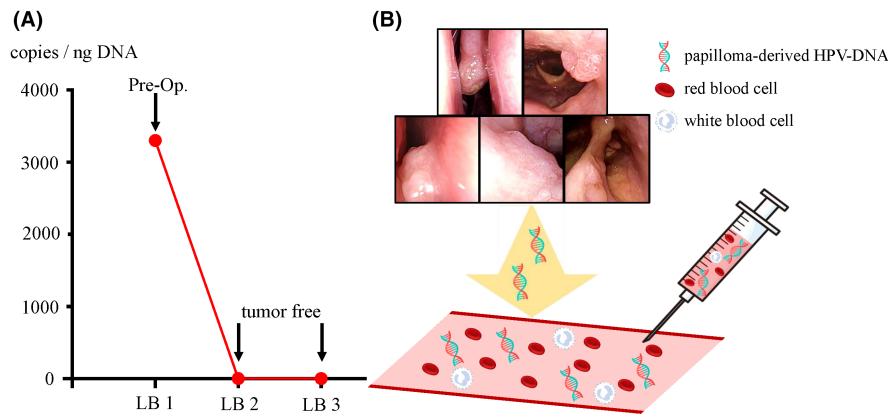 (A)
copies / ng DNA
4000
3000
2000
1000
0
Pre-Op.
tumor free
LB 1
LB 2
LB 3
(B)
papilloma-derived HPV-DNA
red blood cell
white blood cell